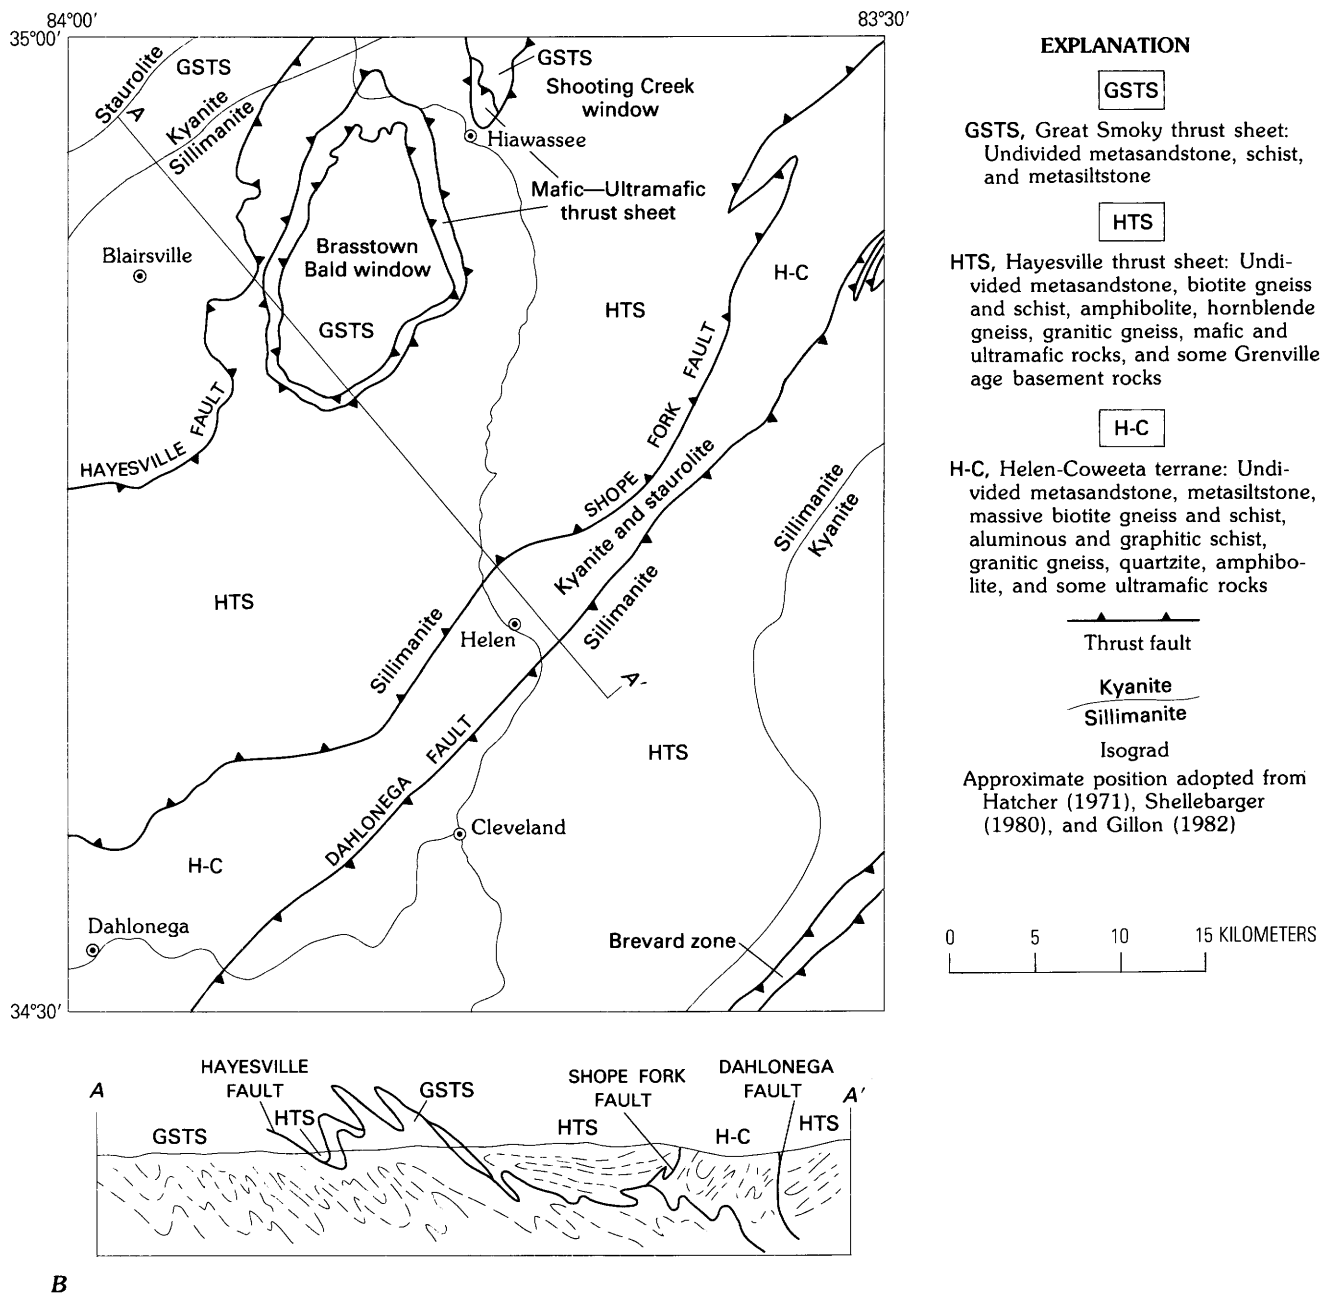 84°00'
83°30'
35°00'
34°30'
Staurolite
GSTS
A
Kyanite
Sillimanite
GSTS
Shooting Creek
window
Hiawassee
Mafic—Ultramafic
thrust sheet
Brasstown
Bald window
GSTS
Blairsville
HTS
H-C
HAYESVILLE FAULT
SHOPE FORK FAULT
Kyanite and staurolite
Sillimanite
Kyanite
Sillimanite
Sillimanite
HTS
Helen
A'
HTS
DAHLONEGA FAULT
Cleveland
H-C
Dahlonega
Brevard zone
EXPLANATION
GSTS
GSTS, Great Smoky thrust sheet:
Undivided metasandstone, schist,
and metasiltstone
HTS
HTS, Hayesville thrust sheet: Undi-
vided metasandstone, biotite gneiss
and schist, amphibolite, hornblende
gneiss, granitic gneiss, mafic and
ultramafic rocks, and some Grenville
age basement rocks
H-C
H-C, Helen-Coweeta terrane: Undi-
vided metasandstone, metasiltstone,
massive biotite gneiss and schist,
aluminous and graphitic schist,
granitic gneiss, quartzite, amphibo-
lite, and some ultramafic rocks
Thrust fault
Kyanite
Sillimanite
Isograd
Approximate position adopted from
Hatcher (1971), Shellebarger
(1980), and Gillon (1982)
0 5 10 15 KILOMETERS
A
HAYESVILLE
FAULT
HTS
GSTS
GSTS
SHOPE FORK
FAULT
HTS
DAHLONEGA
FAULT
H-C
HTS
A'
B